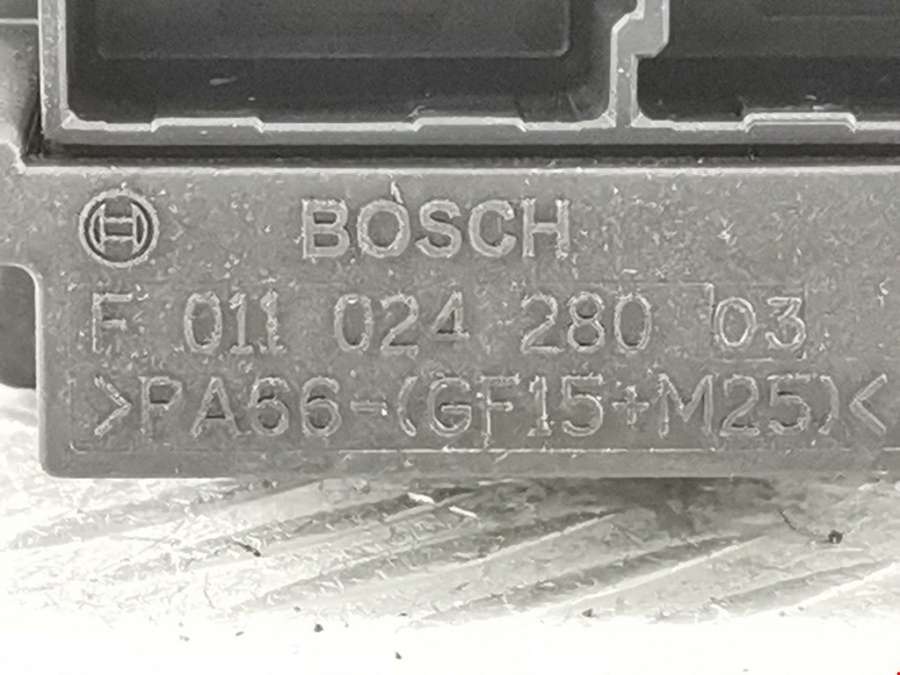 BOSCH
F 011 024 280 03
>PA66-(GF15+M25)<